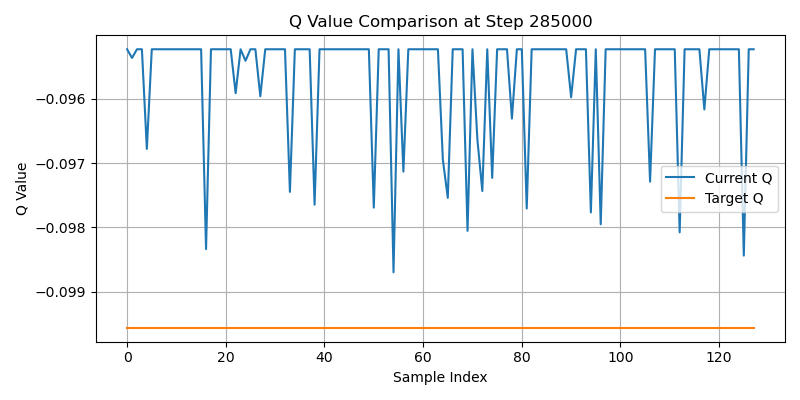 Q Value Comparison at Step 285000
Q Value
−0.096
−0.097
−0.098
−0.099
Current Q
Target Q
0 20 40 60 80 100 120
Sample Index